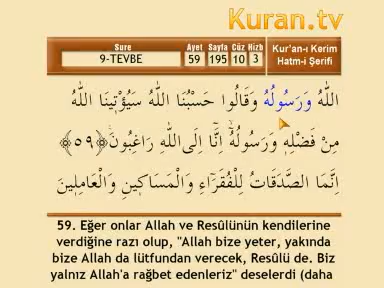 Kuran.tv
Sure Ayet Sayfa Cüz Hizb
9-TEVBE 59 195 10 3
Kur'an-ı Kerim
Hatm-i Şerifi
اللّٰهُ وَرَسُولُهُ وَقَالُوا حَسْبُنَا اللّٰهُ سَيُؤْتٖينَا اللّٰهُ
مِنْ فَضْلِهٖ وَرَسُولُهُۙ اِنَّٓا اِلَى اللّٰهِ رَاغِبُونَ ﴿٥٩﴾
اِنَّمَا الصَّدَقَاتُ لِلْفُقَرَٓاءِ وَالْمَسَاكٖينِ وَالْعَامِلٖينَ
59. Eğer onlar Allah ve Resûlünün kendilerine
verdiğine razı olup, "Allah bize yeter, yakında
bize Allah da lütfundan verecek, Resûlü de. Biz
yalnız Allah'a rağbet edenleriz" deselerdi (daha